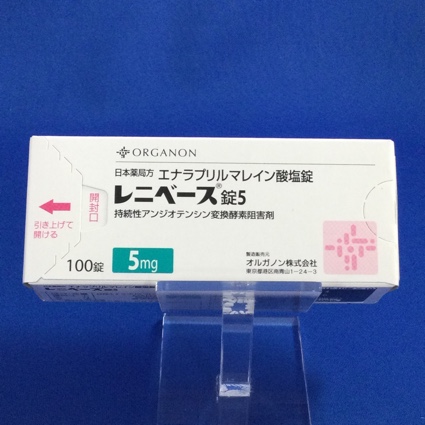 ORGANON
日本薬局方 エナラプリルマレイン酸塩錠
レニベース®錠5
持続性アンジオテンシン変換酵素阻害剤
開封口
引き上げて
開ける
100錠 5mg
製造販売元
オルガノン株式会社
東京都港区南青山1-24-3